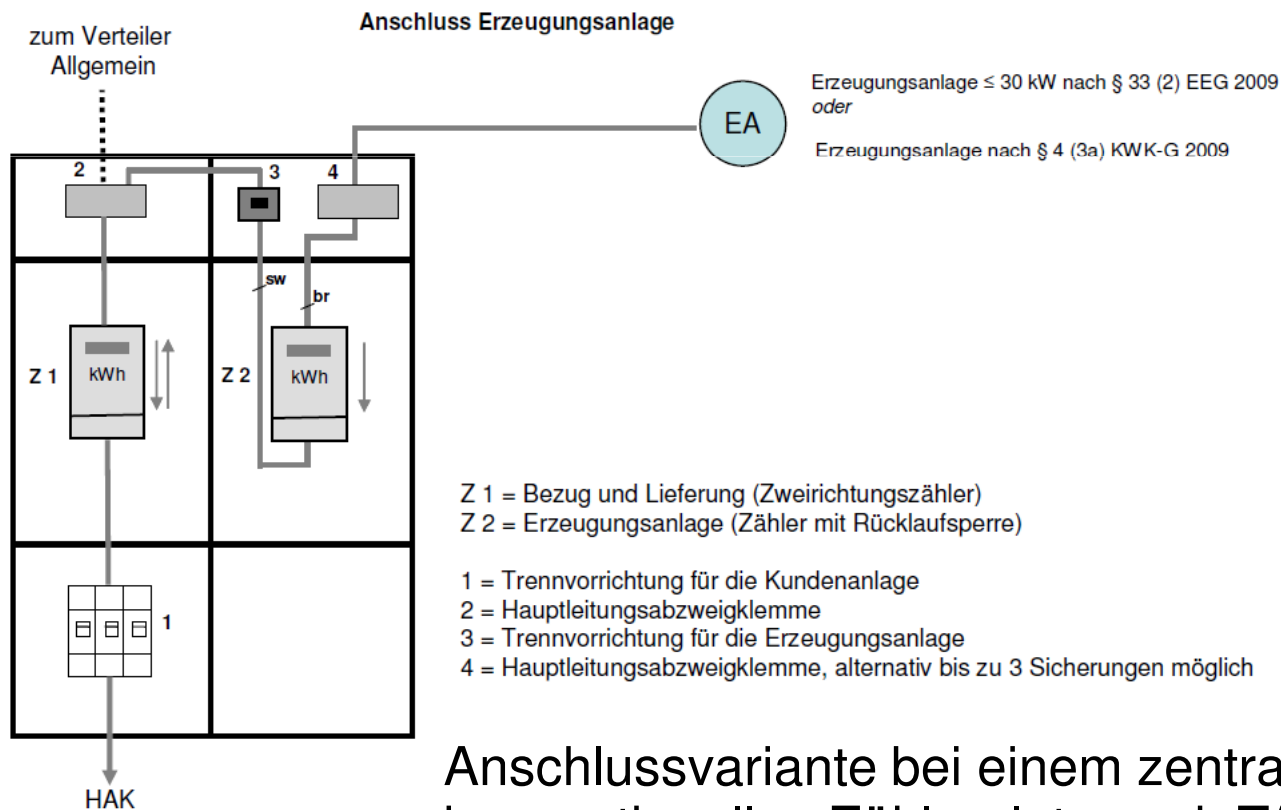 Anschluss Erzeugungsanlage
zum Verteiler
Allgemein
EA
Erzeugungsanlage ≤ 30 kW nach § 33 (2) EEG 2009
oder
Erzeugungsanlage nach § 4 (3a) KWK-G 2009
2
3
4
sw
br
Z 1
kWh
Z 2
kWh
Z 1 = Bezug und Lieferung (Zweirichtungszähler)
Z 2 = Erzeugungsanlage (Zähler mit Rücklaufsperre)
1 = Trennvorrichtung für die Kundenanlage
2 = Hauptleitungsabzweigklemme
3 = Trennvorrichtung für die Erzeugungsanlage
4 = Hauptleitungsabzweigklemme, alternativ bis zu 3 Sicherungen möglich
1
HAK
Anschlussvariante bei einem